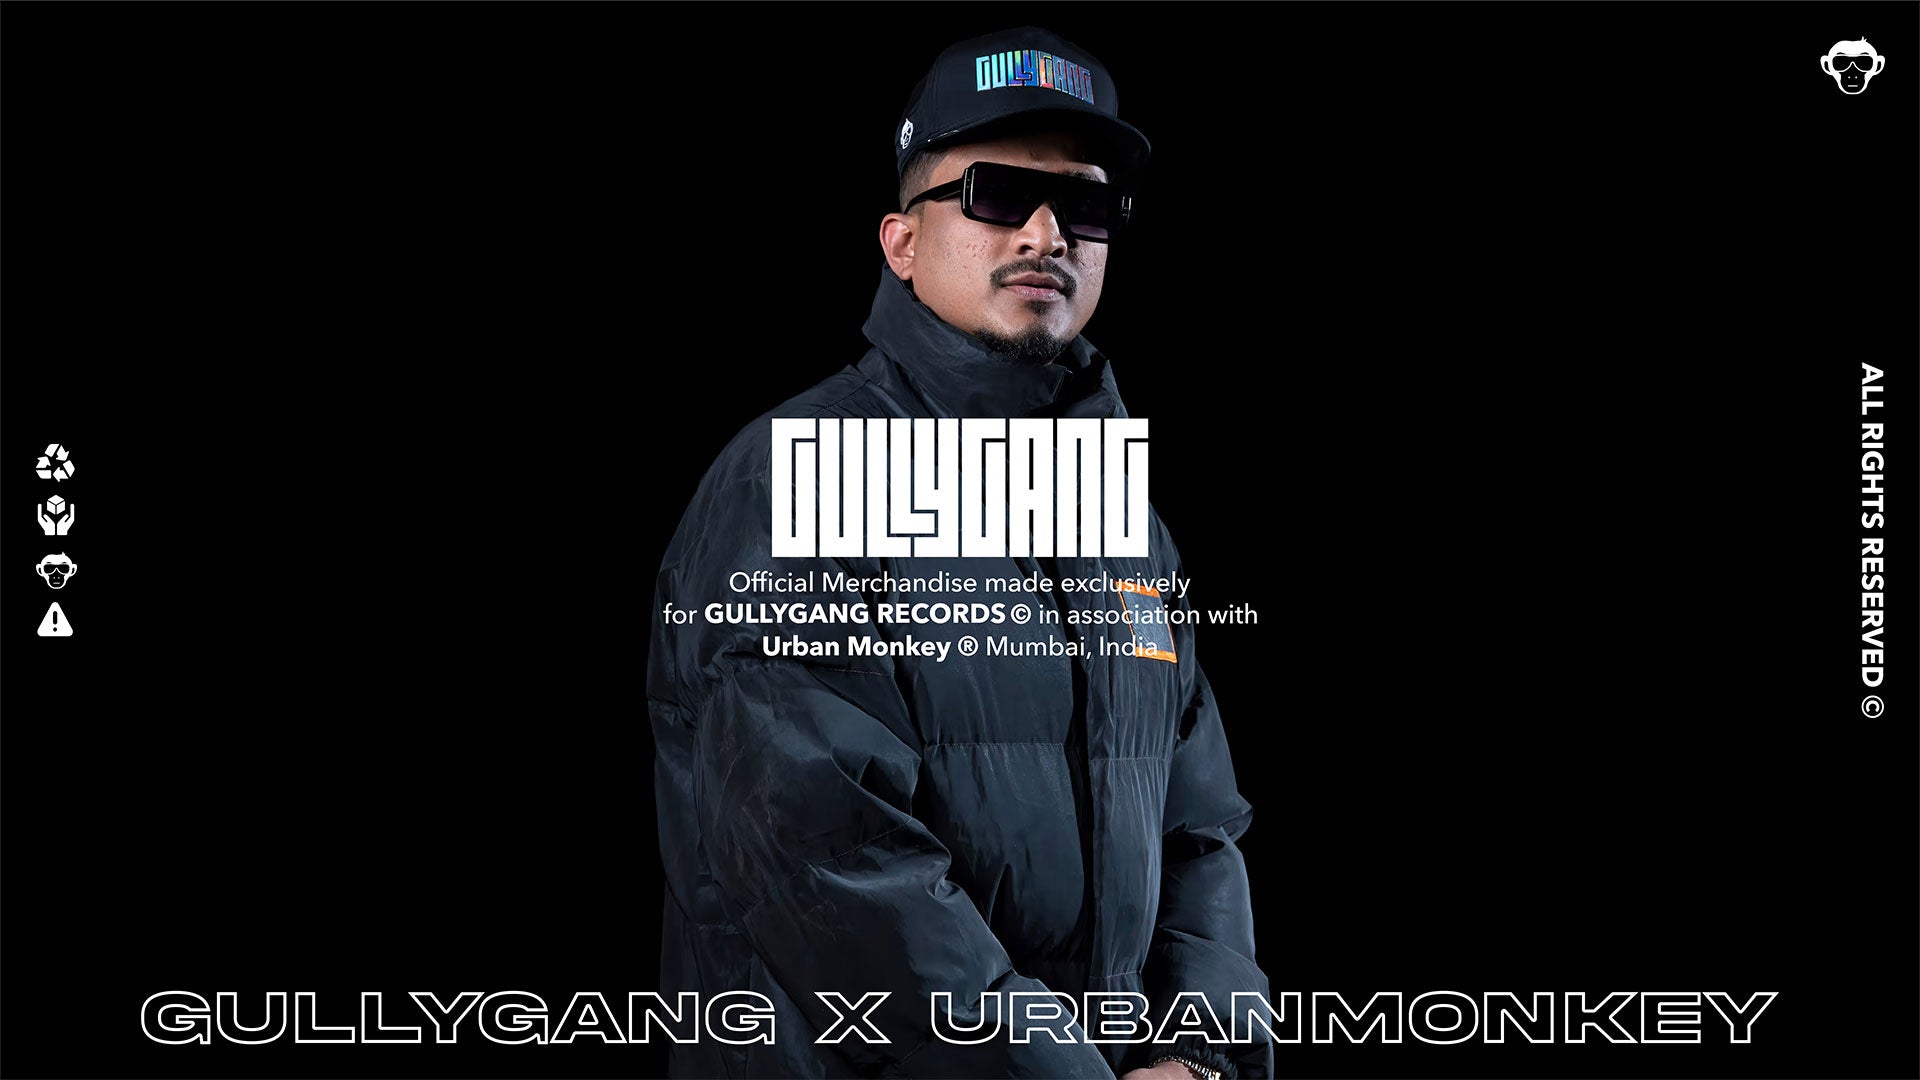 GULLYGANG
GULLYGANG
Official Merchandise made exclusively
for GULLYGANG RECORDS © in association with
Urban Monkey ® Mumbai, India
ALL RIGHTS RESERVED ©
GULLYGANG X URBANMONKEY